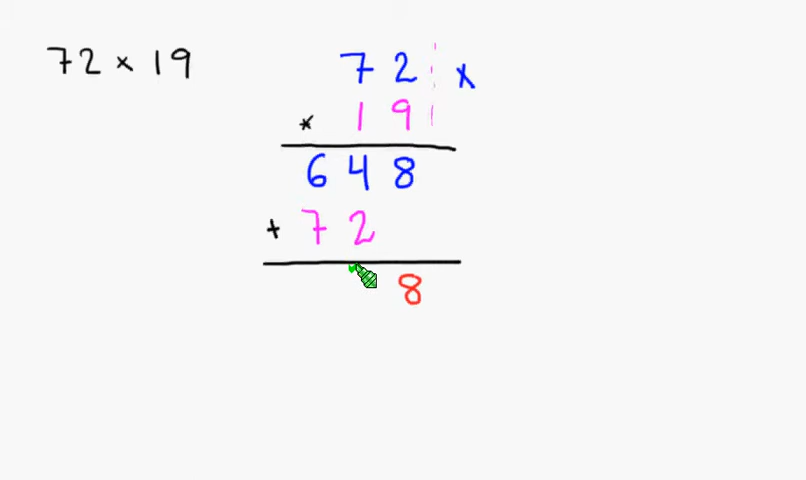 72 × 19
72 x
× 19
648
+ 72
8